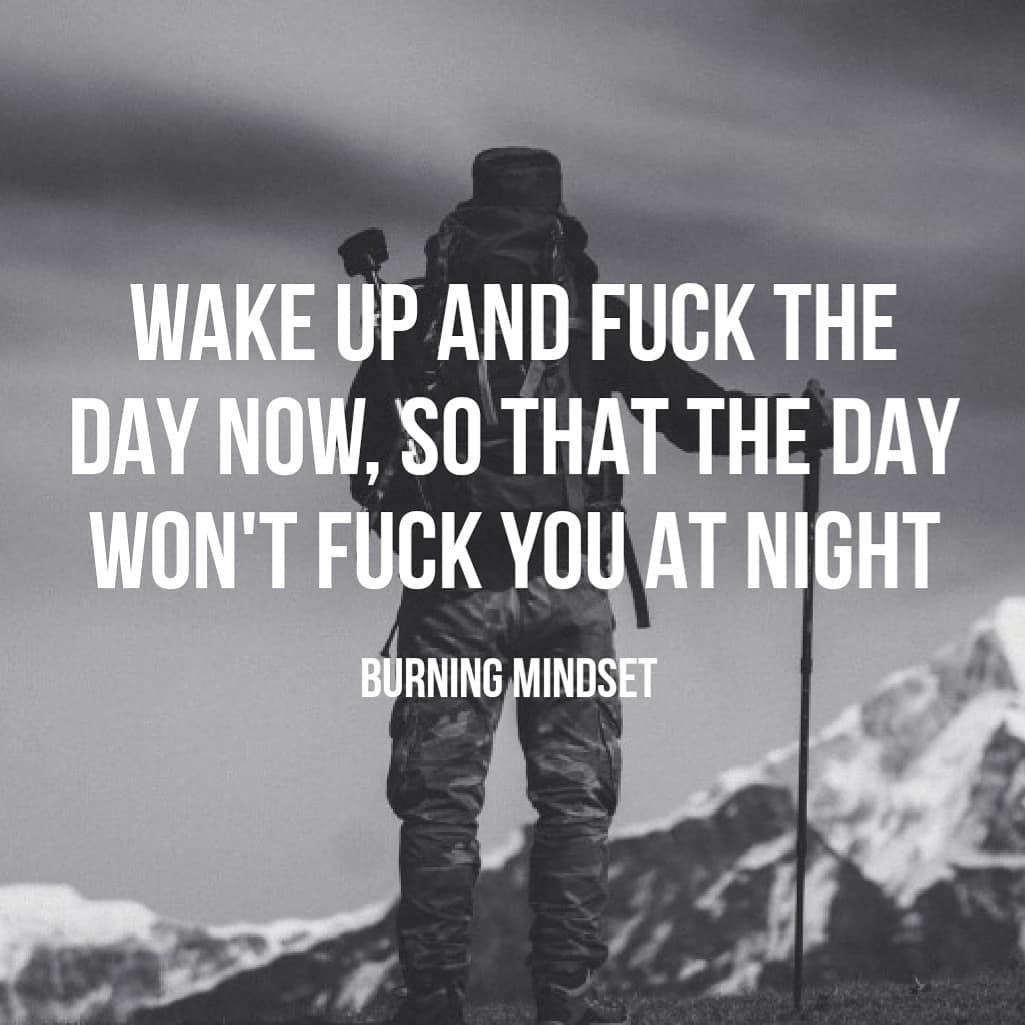 WAKE UP AND FUCK THE
DAY NOW, SO THAT THE DAY
WON'T FUCK YOU AT NIGHT
BURNING MINDSET